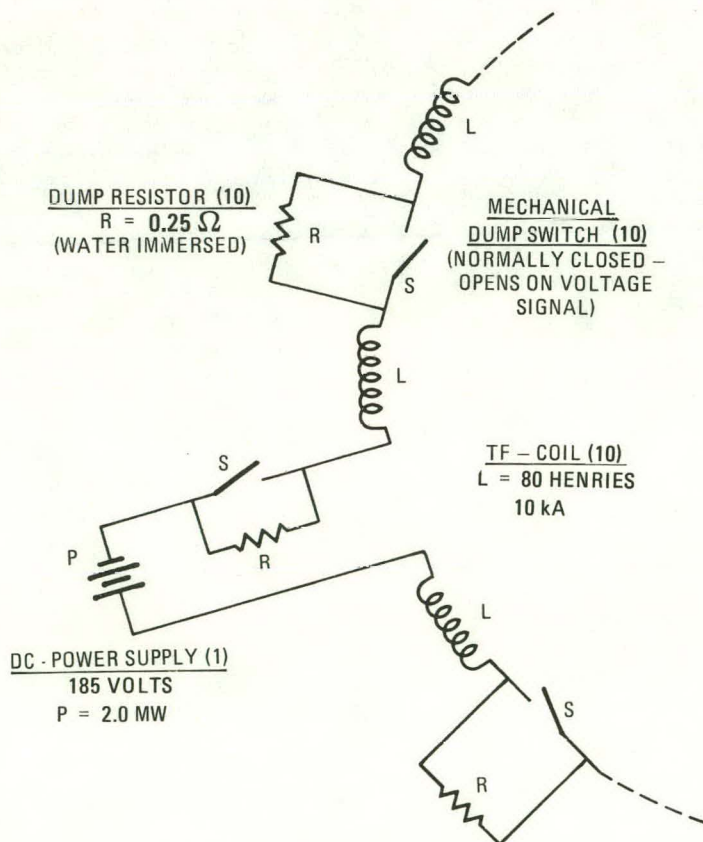 L
DUMP RESISTOR (10)
R = 0.25 Ω
(WATER IMMERSED)
R
MECHANICAL
DUMP SWITCH (10)
(NORMALLY CLOSED –
OPENS ON VOLTAGE
SIGNAL)
S
L
S
TF – COIL (10)
L = 80 HENRIES
10 kA
P
R
L
DC - POWER SUPPLY (1)
185 VOLTS
P = 2.0 MW
S
R